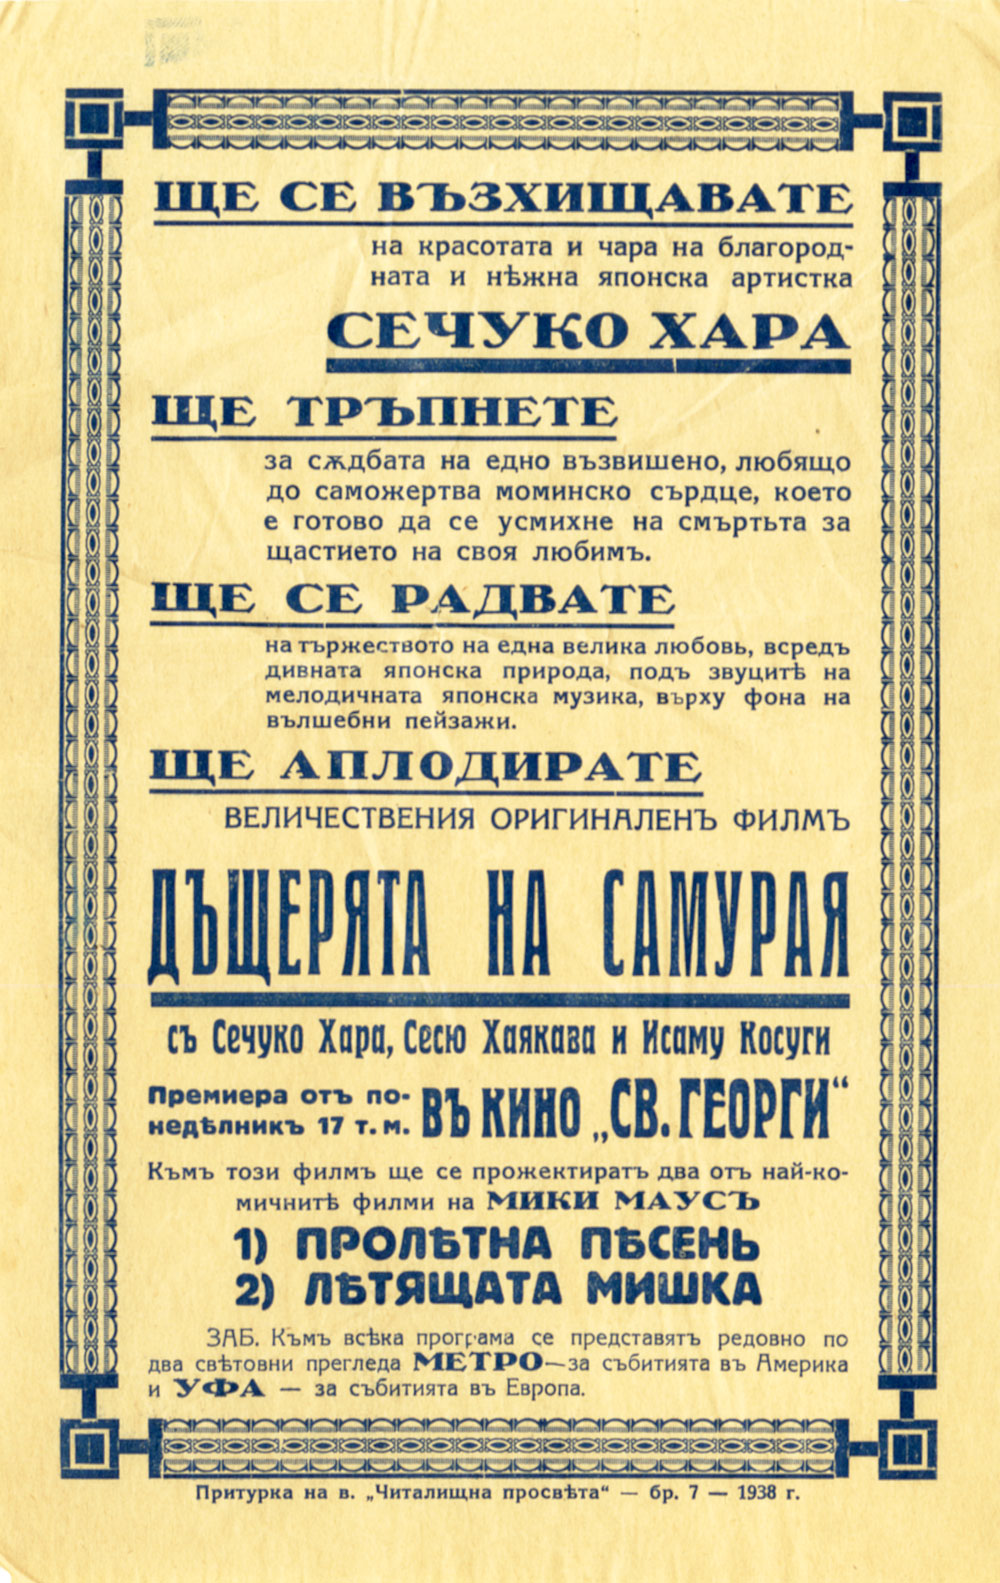 ЩЕ СЕ ВЪЗХИЩАВАТЕ
на красотата и чара на благород-
ната и нѣжна японска артистка
СЕЧУКО ХАРА
ЩЕ ТРЪПНЕТЕ
за сѫдбата на едно възвишено, любящо
до саможертва моминско сърдце, което
е готово да се усмихне на смъртьта за
щастието на своя любимъ.
ЩЕ СЕ РАДВАТЕ
на тържеството на една велика любовь, всредъ
дивната японска природа, подъ звуцитѣ на
мелодичната японска музика, върху фона на
вълшебни пейзажи.
ЩЕ АПЛОДИРАТЕ
ВЕЛИЧЕСТВЕНИЯ ОРИГИНАЛЕНЪ ФИЛМЪ
ДЪЩЕРЯТА НА САМУРАЯ
съ Сечуко Хара, Сесю Хаякава и Исаму Косуги
Премиера отъ по-
недѣлникъ 17 т. м. ВЪ КИНО „СВ. ГЕОРГИ“
Къмъ този филмъ ще се прожектиратъ два отъ най-ко-
мичнитѣ филми на МИКИ МАУСЪ
1) ПРОЛѢТНА ПѢСЕНЬ
2) ЛѢТЯЩАТА МИШКА
ЗАБ. Къмъ всѣка програма се представятъ редовно по
два свѣтовни прегледа МЕТРО—за събитията въ Америка
и УФА — за събитията въ Европа.
Притурка на в. „Читалищна просвѣта“ — бр. 7 — 1938 г.